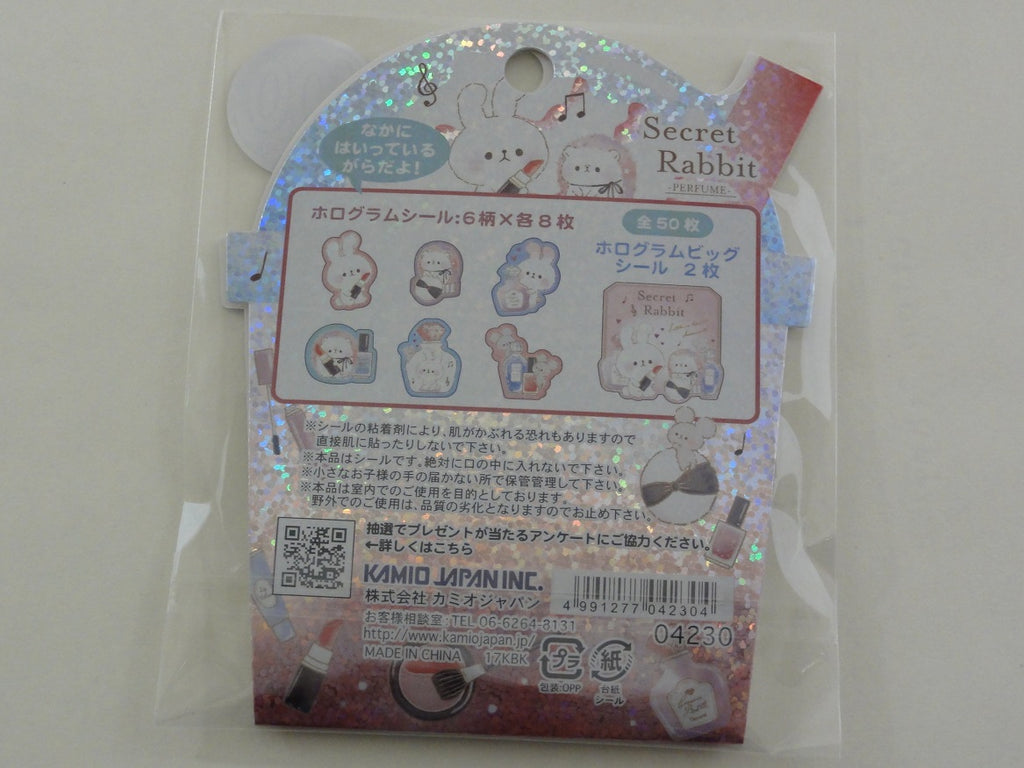 なかに
はいっている
がらだよ!
Secret
Rabbit
-PERFUME-
ホログラムシール:6柄×各8枚
全50枚
ホログラムビッグ
シール 2枚
Secret
Rabbit
※シールの粘着剤により、肌がかぶれる恐れもありますので
直接肌に貼ったりしないで下さい。
※本品はシールです。絶対に口の中に入れないで下さい。
※小さなお子様の手の届かない所で保管管理して下さい。
※本品は室内でのご使用を目的としております。
野外でのご使用は、品質の劣化となりますのでお止め下さい。
抽選でプレゼントが当たるアンケートにご協力ください。
←詳しくはこちら
KAMIO JAPAN INC.
株式会社 カミオジャパン
お客様相談室:TEL 06-6264-8131
http://www.kamiojapan.jp/
MADE IN CHINA 17KBK
4 991277 042304
04230
プラ
包装:OPP
紙
台紙
シール